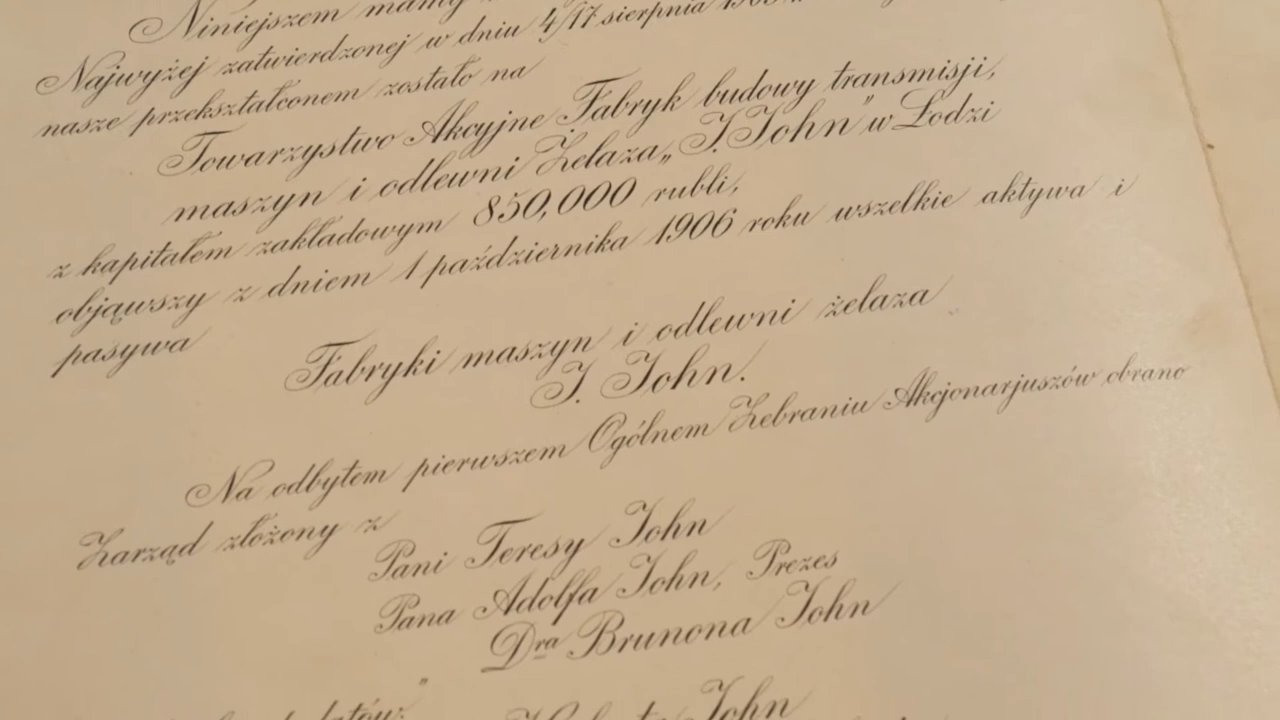 Niniejszem mamy
Najwyżej zatwierdzonej w dniu 4/17 sierpnia
nasze przekształconem zostało na
Towarzystwo Akcyjne Fabryk budowy transmisji,
maszyn i odlewni Żelaza „J. John" w Łodzi
z kapitałem zakładowym 850,000 rubli,
objąwszy z dniem 1 października 1906 roku wszelkie aktywa i
pasywa
Fabryki maszyn i odlewni żelaza
J. John.
Na odbytem pierwszem Ogólnem Zebraniu Akcjonarjuszów obrano
Zarząd złożony z
Pani Teresy John
Pana Adolfa John, Prezes
Dra Brunona John
John